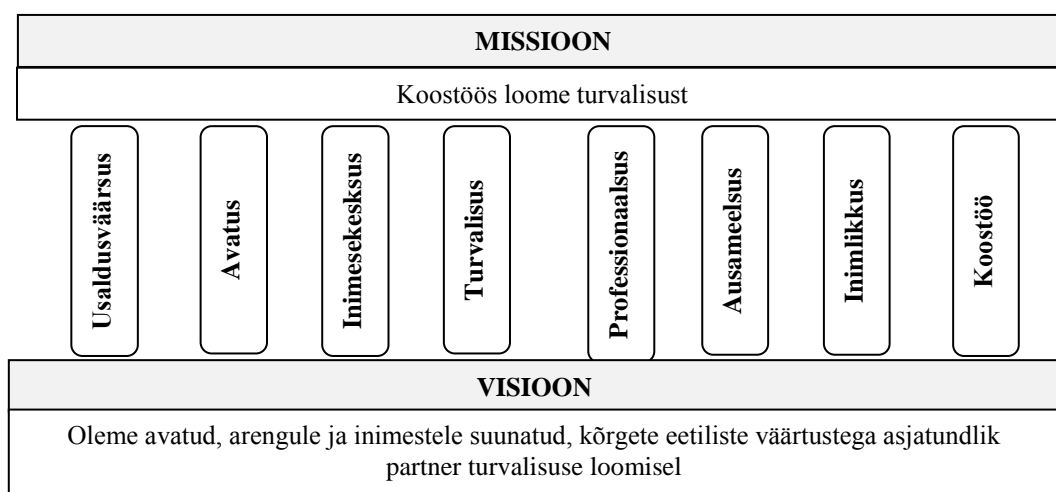 MISSIOON
Koostöös loome turvalisust
Usaldusväärsus
Avatus
Inimesekesksus
Turvalisus
Professionaalsus
Ausameelsus
Inimlikkus
Koostöö
VISIOON
Oleme avatud, arengule ja inimestele suunatud, kõrgete eetiliste väärtustega asjatundlik
partner turvalisuse loomisel